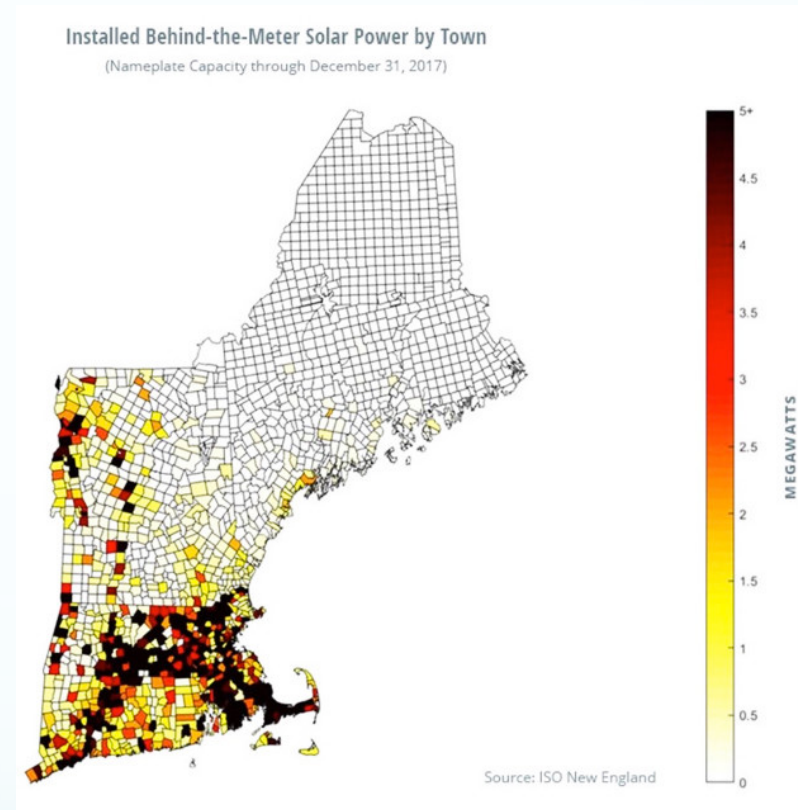 Installed Behind-the-Meter Solar Power by Town
(Nameplate Capacity through December 31, 2017)
5+
4.5
4
3.5
3
2.5
2
1.5
1
0.5
0
MEGAWATTS
Source: ISO New England